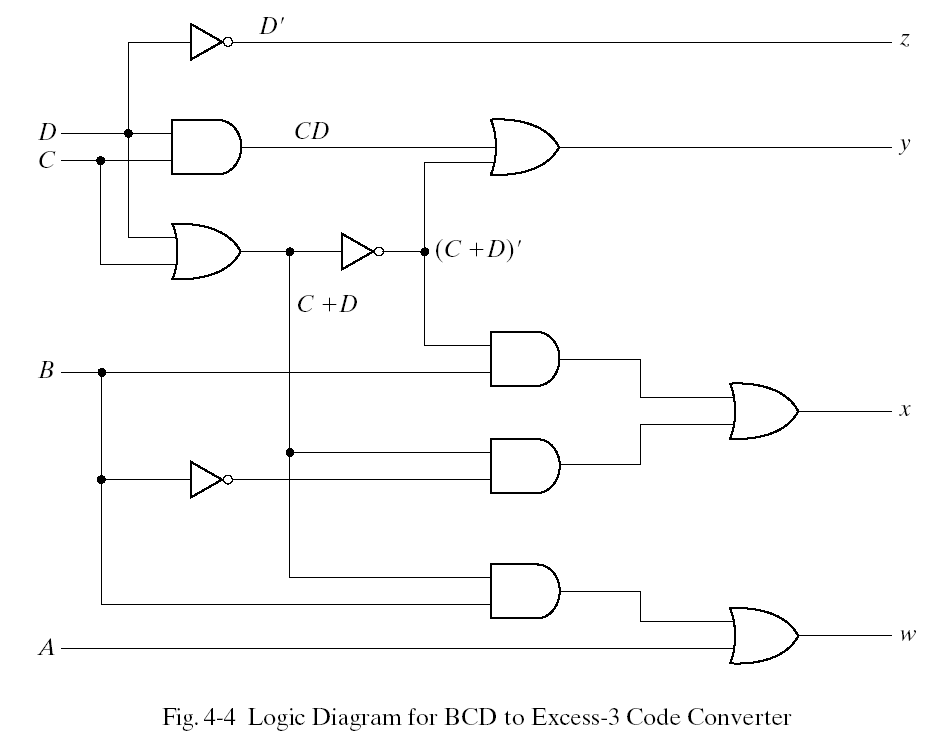 D′
z
D
CD
y
C
(C +D)′
C +D
B
x
w
A
Fig. 4-4 Logic Diagram for BCD to Excess-3 Code Converter